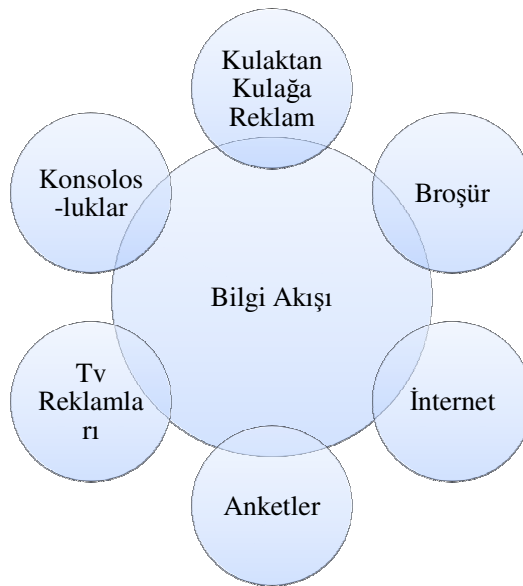 Kulaktan
Kulağa
Reklam
Konsolos
-luklar
Broşür
Bilgi Akışı
Tv
Reklamla
rı
İnternet
Anketler